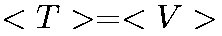 < T >=< V >